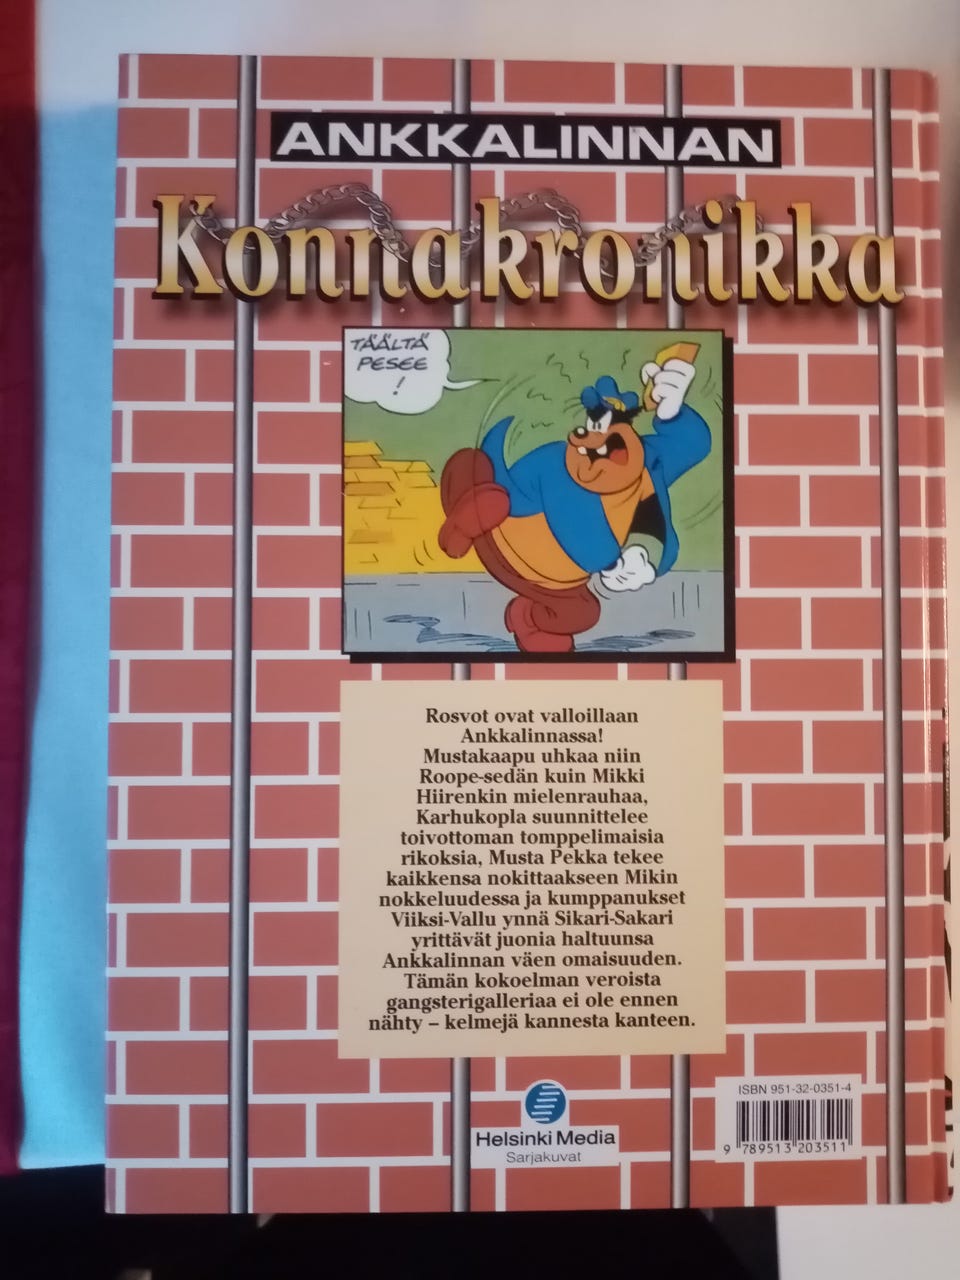 ANKKALINNAN
Konnakronikka
TÄÄLTÄ
PESEE
!
Rosvot ovat valloillaan
Ankkalinnassa!
Mustakaapu uhkaa niin
Roope-sedän kuin Mikki
Hiirenkin mielenrauhaa,
Karhukopla suunnittelee
toivottoman tomppelimaisia
rikoksia, Musta Pekka tekee
kaikkensa nokittaakseen Mikin
nokkeluudessa ja kumppanukset
Viiksi-Vallu ynnä Sikari-Sakari
yrittävät juonia haltuunsa
Ankkalinnan väen omaisuuden.
Tämän kokoelman veroista
gangsterigalleriaa ei ole ennen
nähty – kelmejä kannesta kanteen.
Helsinki Media
Sarjakuvat
ISBN 951-32-0351-4
9 789513 203511